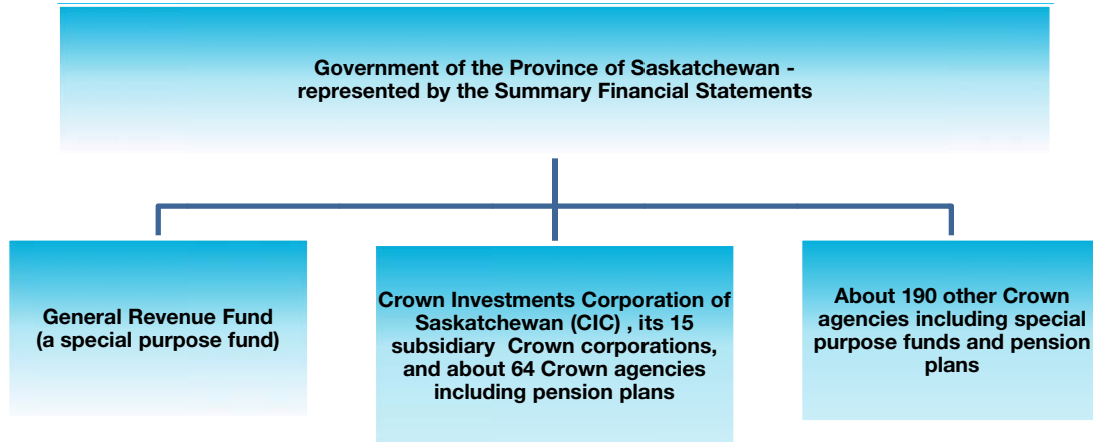 Government of the Province of Saskatchewan -
represented by the Summary Financial Statements
General Revenue Fund
(a special purpose fund)
Crown Investments Corporation of
Saskatchewan (CIC) , its 15
subsidiary Crown corporations,
and about 64 Crown agencies
including pension plans
About 190 other Crown
agencies including special
purpose funds and pension
plans